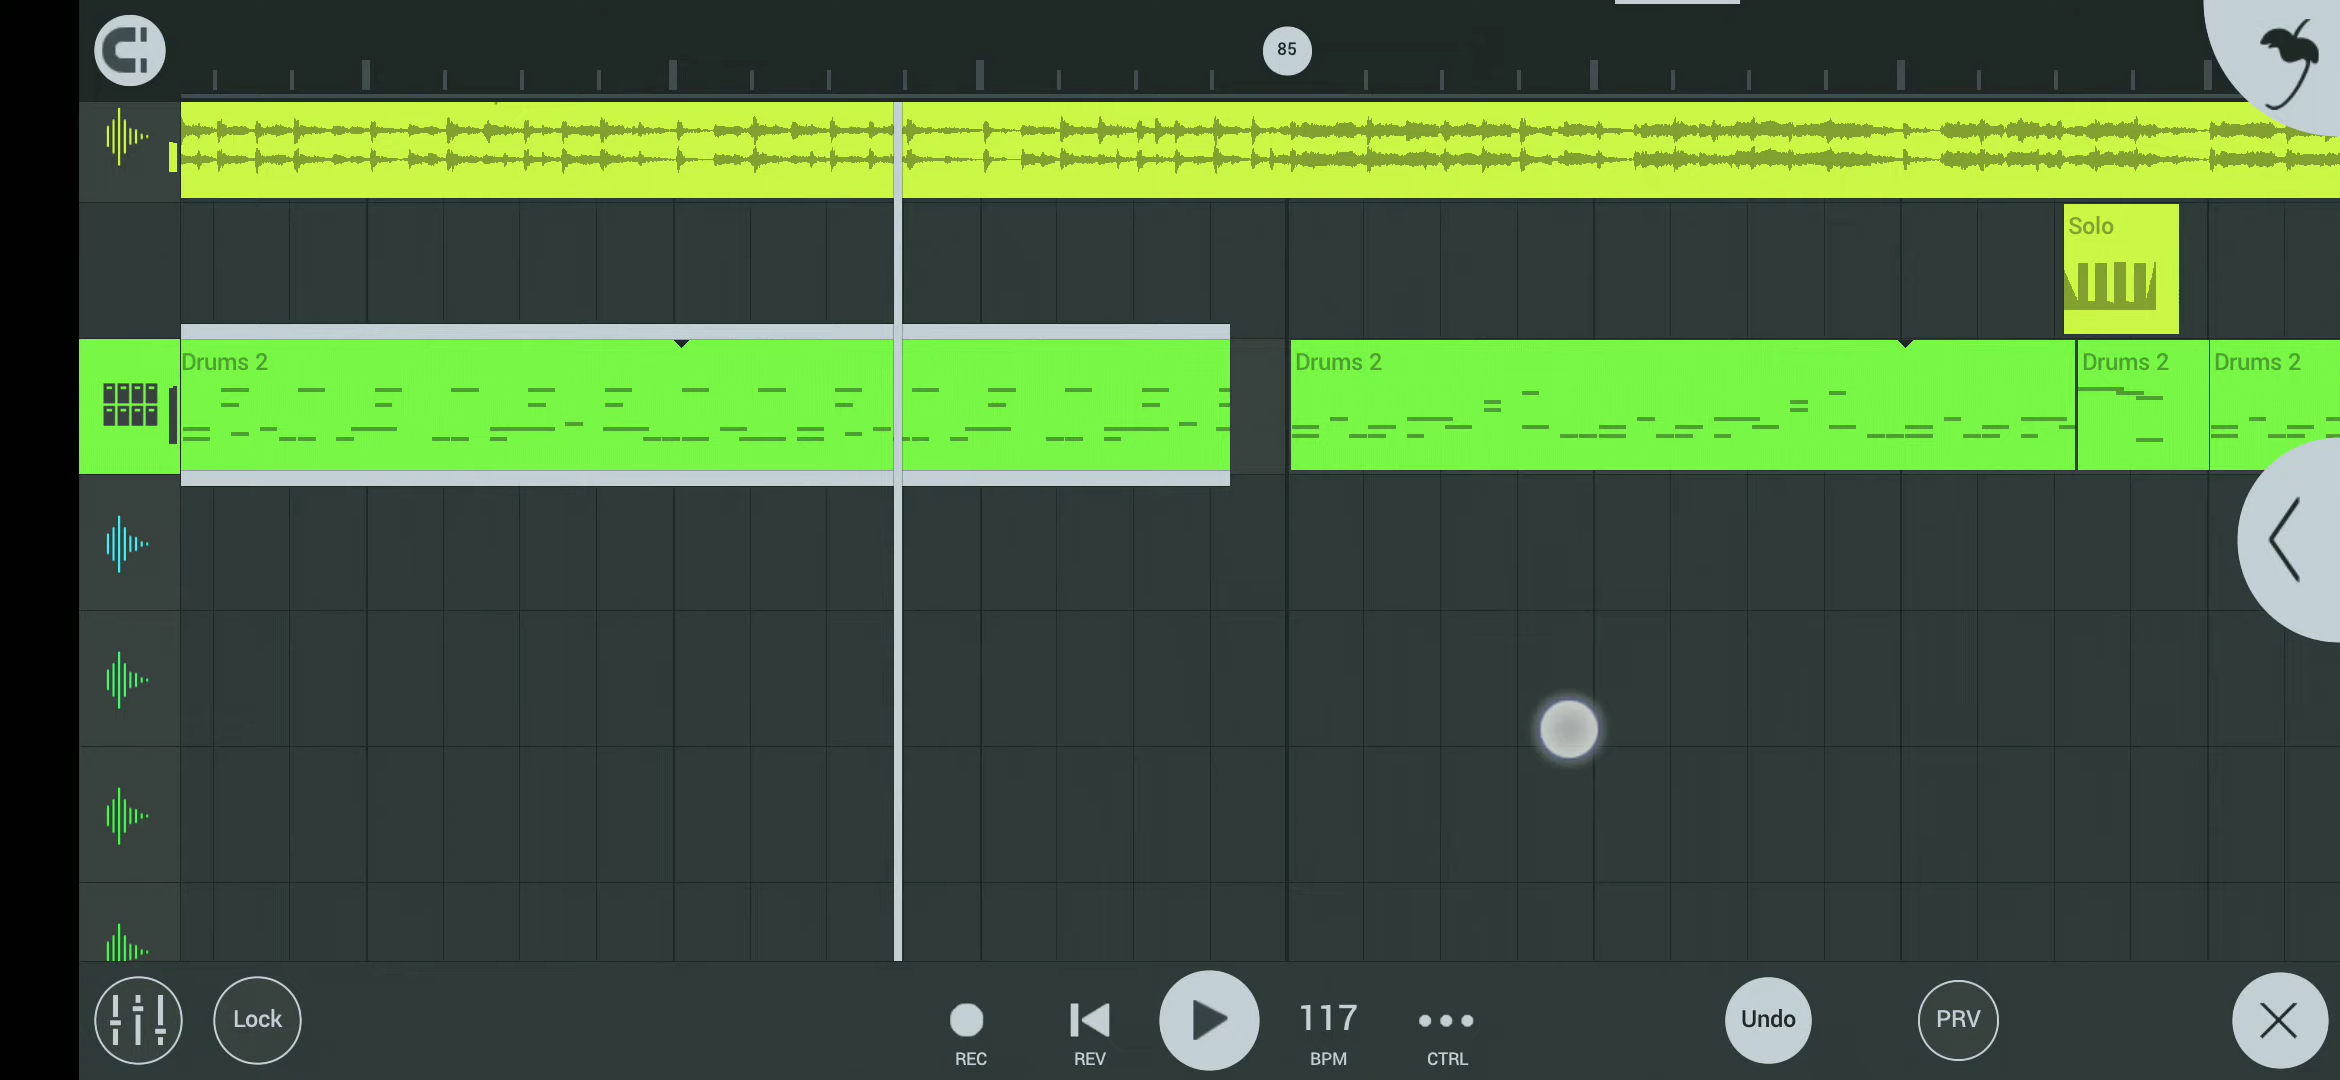 85
Solo
Drums 2
Drums 2
Drums 2
Drums 2
Lock
REC
REV
117
BPM
CTRL
Undo
PRV